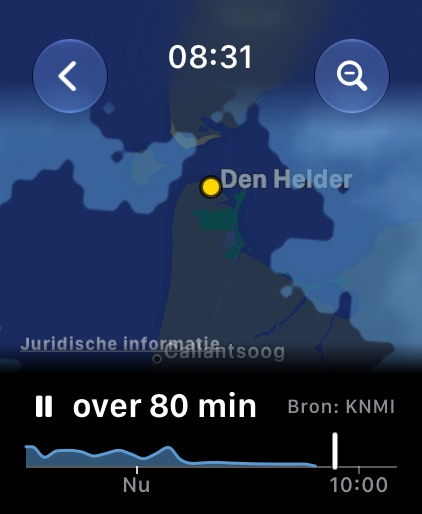 08:31
Den Helder
Juridische informatie
Callantsoog
over 80 min
Bron: KNMI
Nu
10:00